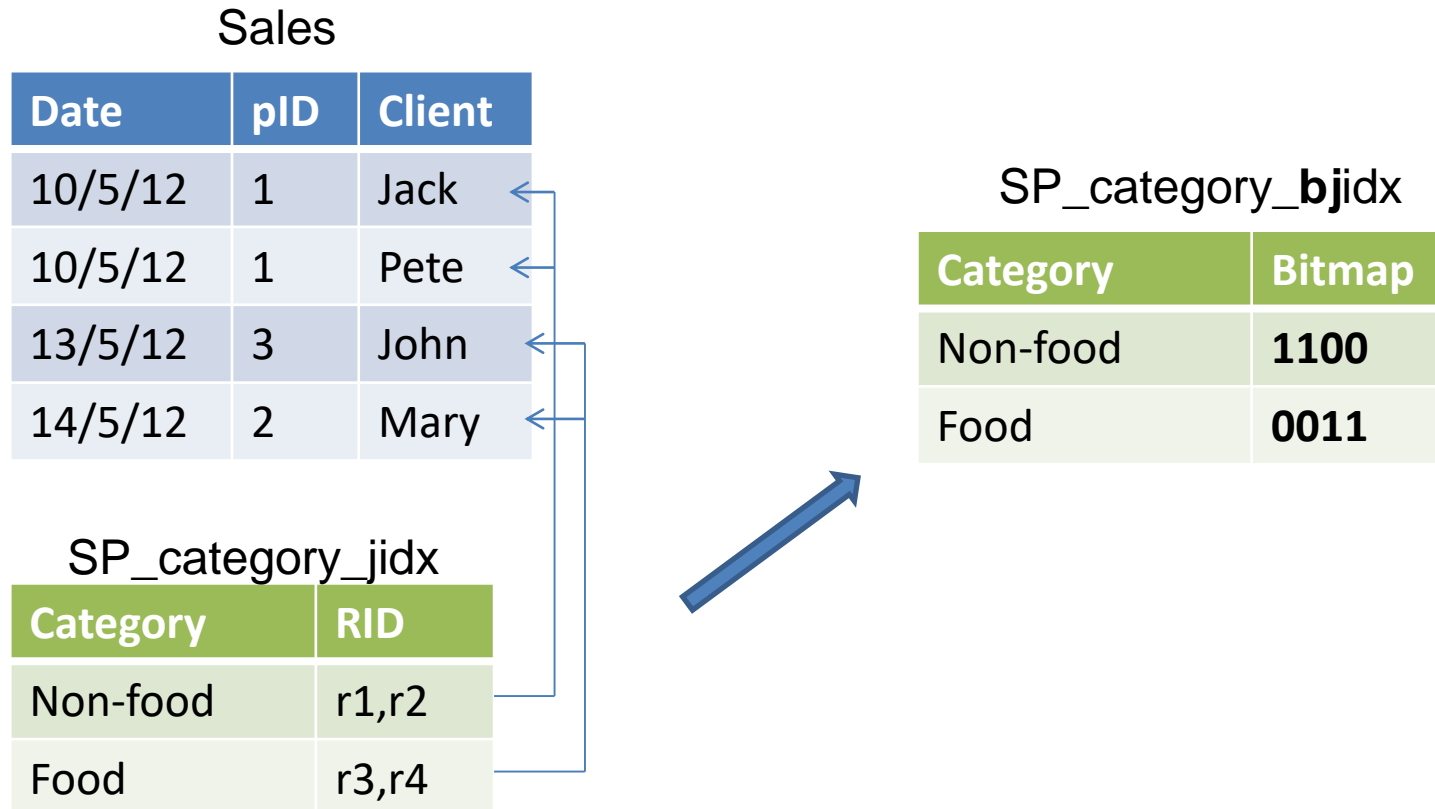 Sales
Date pID Client
10/5/12 1 Jack
10/5/12 1 Pete
13/5/12 3 John
14/5/12 2 Mary
SP_category_jidx
Category RID
Non-food r1,r2
Food r3,r4
SP_category_bjidx
Category Bitmap
Non-food 1100
Food 0011